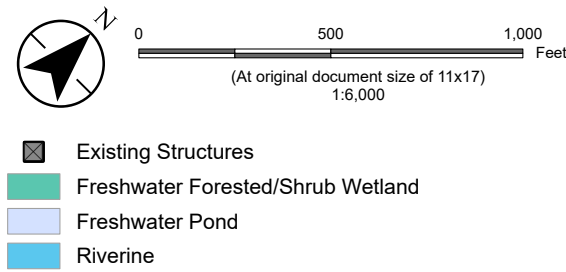 N
0 500 1,000
Feet
(At original document size of 11x17)
1:6,000
Existing Structures
Freshwater Forested/Shrub Wetland
Freshwater Pond
Riverine